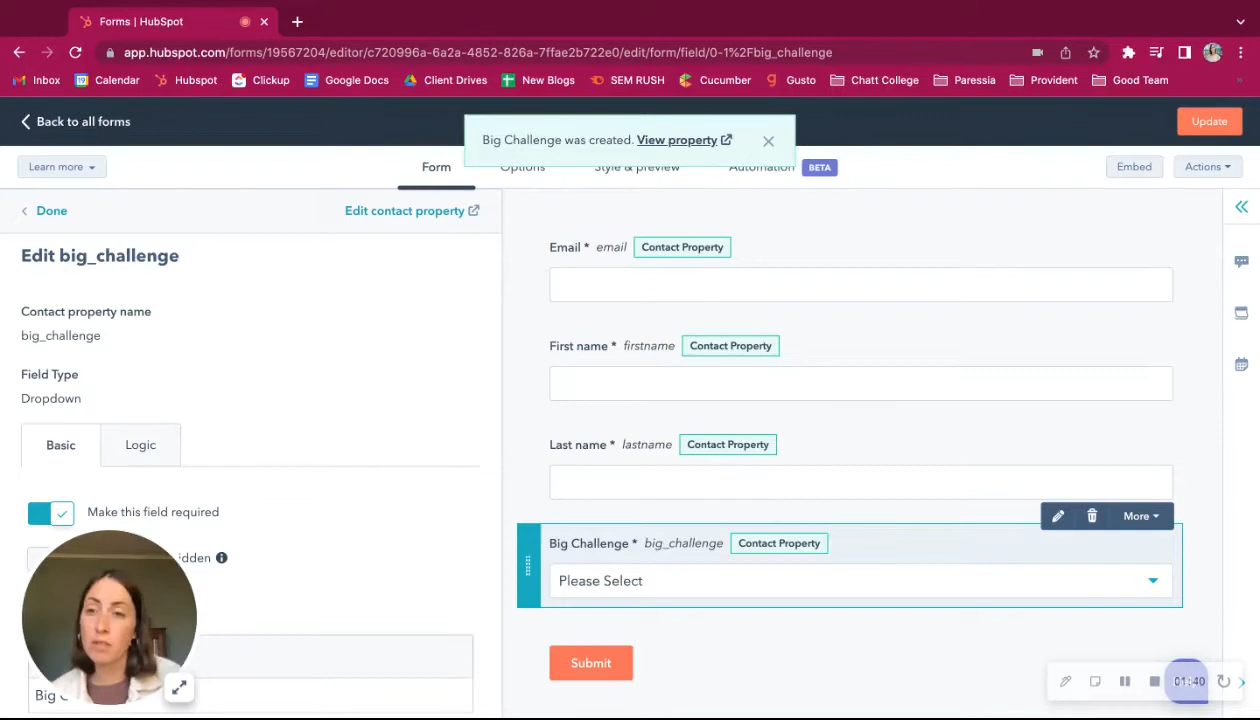 Forms | HubSpot
app.hubspot.com/forms/19567204/editor/c720996a-6a2a-4852-826a-7ffae2b722e0/edit/form/field/0-1%2Fbig_challenge
Inbox Calendar Hubspot Clickup Google Docs Client Drives New Blogs SEM RUSH Cucumber Gusto Chatt College Paressia Provident Good Team
Back to all forms
Big Challenge was created. View property
Update
Learn more
Form Options Style & preview Automation BETA
Embed Actions
Done
Edit contact property
Edit big_challenge
Contact property name
big_challenge
Field Type
Dropdown
Basic Logic
Make this field required
Email * email Contact Property
First name * firstname Contact Property
Last name * lastname Contact Property
More
Big Challenge * big_challenge Contact Property
Please Select
Submit
01:40
Big